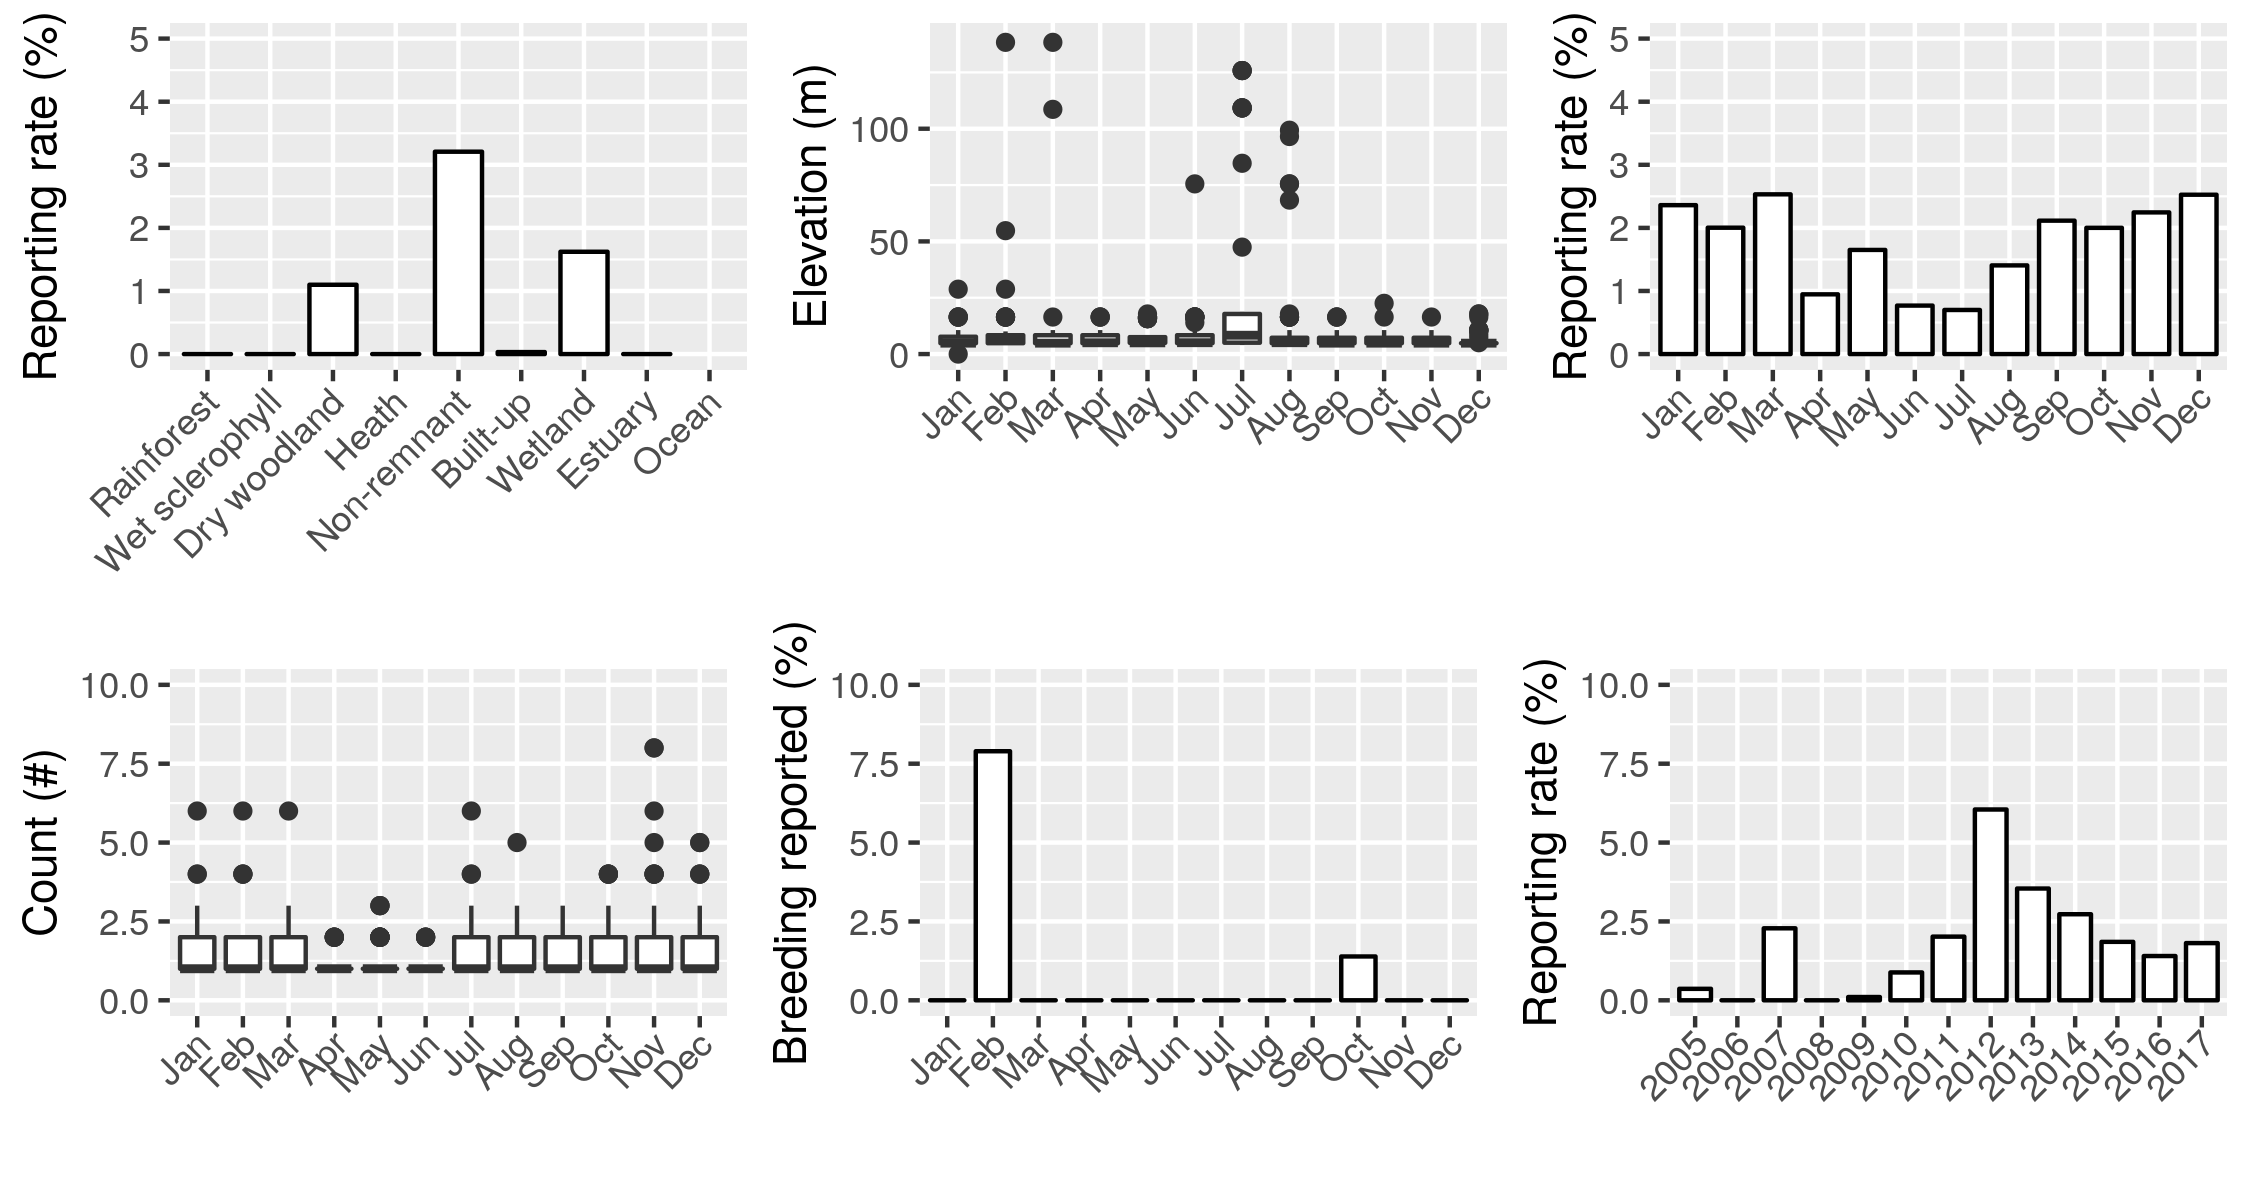 Reporting rate (%)
5
4
3
2
1
0
Rainforest
Wet sclerophyll
Dry woodland
Heath
Non-remnant
Built-up
Wetland
Estuary
Ocean
Elevation (m)
100
50
0
Jan
Feb
Mar
Apr
May
Jun
Jul
Aug
Sep
Oct
Nov
Dec
Reporting rate (%)
5
4
3
2
1
0
Jan
Feb
Mar
Apr
May
Jun
Jul
Aug
Sep
Oct
Nov
Dec
Count (#)
10.0
7.5
5.0
2.5
0.0
Jan
Feb
Mar
Apr
May
Jun
Jul
Aug
Sep
Oct
Nov
Dec
Breeding reported (%)
10.0
7.5
5.0
2.5
0.0
Jan
Feb
Mar
Apr
May
Jun
Jul
Aug
Sep
Oct
Nov
Dec
Reporting rate (%)
10.0
7.5
5.0
2.5
0.0
2005
2006
2007
2008
2009
2010
2011
2012
2013
2014
2015
2016
2017